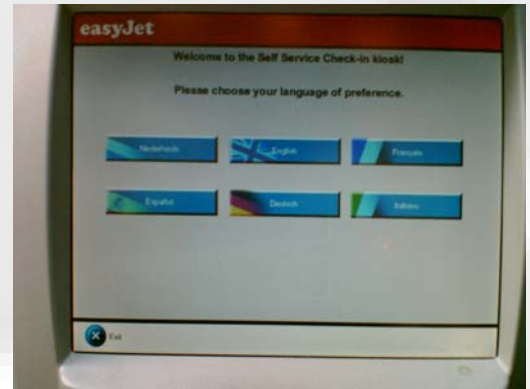 easyJet
Welcome to the Self Service Check-in kiosk!
Please choose your language of preference.
Nederlands
English
Français
Español
Deutsch
Italiano
Exit